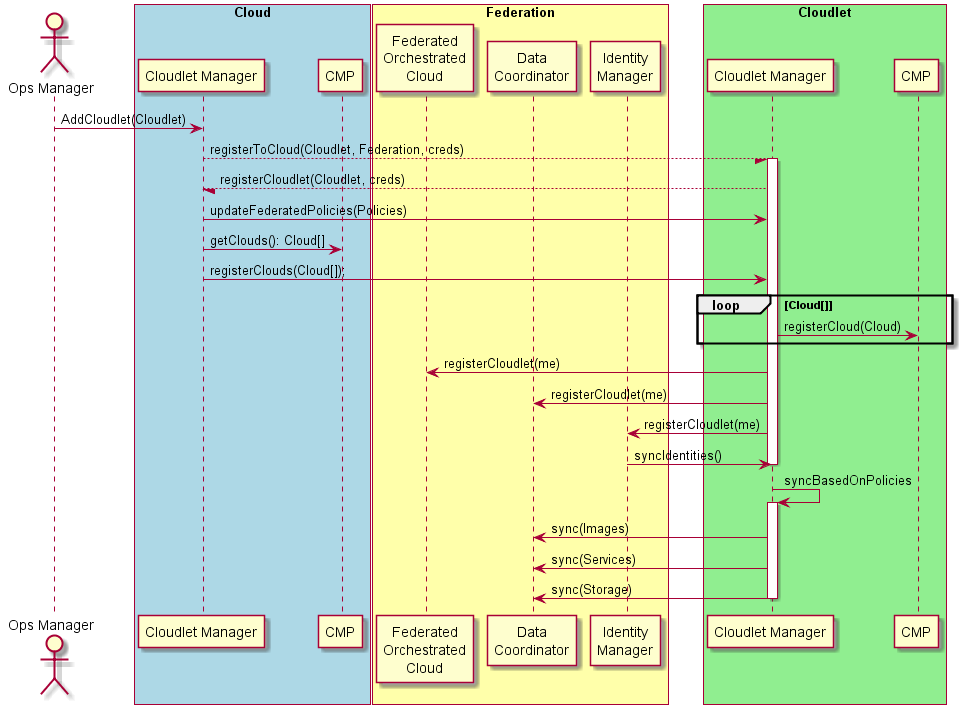 Cloud
Federation
Cloudlet
Ops Manager
Cloudlet Manager
CMP
Federated
Orchestrated
Cloud
Data
Coordinator
Identity
Manager
Cloudlet Manager
CMP
AddCloudlet(Cloudlet)
registerToCloud(Cloudlet, Federation, creds)
registerCloudlet(Cloudlet, creds)
updateFederatedPolicies(Policies)
getClouds(): Cloud[]
registerClouds(Cloud[]);
loop [Cloud[]]
registerCloud(Cloud)
registerCloudlet(me)
registerCloudlet(me)
registerCloudlet(me)
syncIdentities()
syncBasedOnPolicies
sync(Images)
sync(Services)
sync(Storage)
Ops Manager
Cloudlet Manager
CMP
Federated
Orchestrated
Cloud
Data
Coordinator
Identity
Manager
Cloudlet Manager
CMP